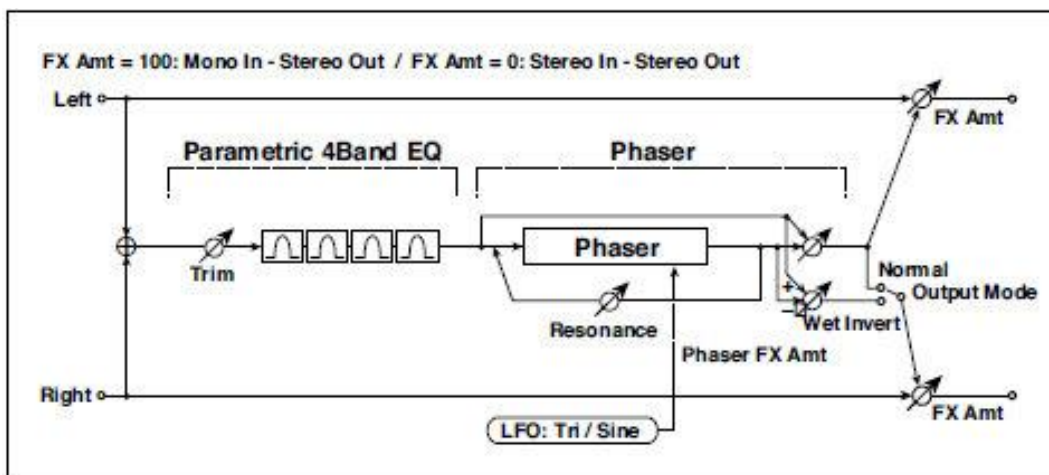 FX Amt = 100: Mono In - Stereo Out / FX Amt = 0: Stereo In - Stereo Out
Left
FX Amt
Parametric 4Band EQ
Phaser
Phaser
Trim
Normal
Output Mode
+
−
Wet Invert
Resonance
Phaser FX Amt
Right
FX Amt
LFO: Tri / Sine